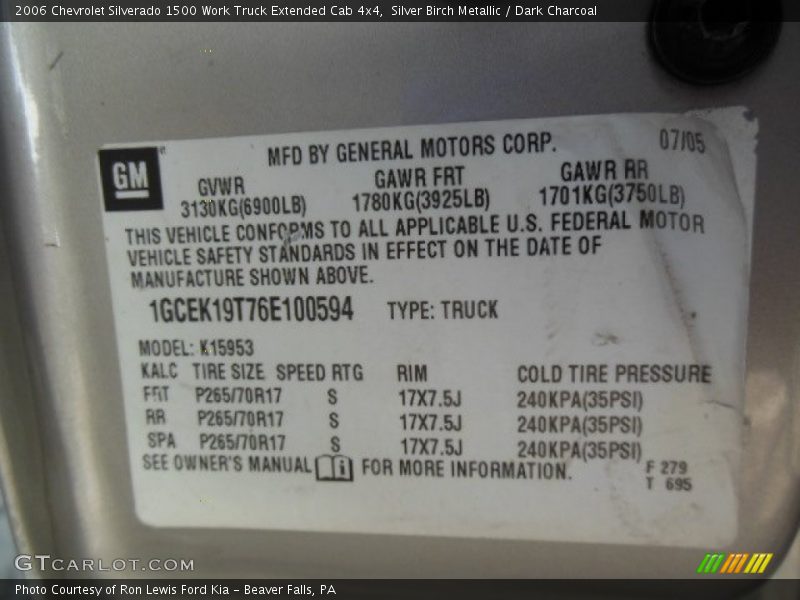 2006 Chevrolet Silverado 1500 Work Truck Extended Cab 4x4, Silver Birch Metallic / Dark Charcoal
GM MFD BY GENERAL MOTORS CORP. 07/05
GVWR GAWR FRT GAWR RR
3130KG(6900LB) 1780KG(3925LB) 1701KG(3750LB)
THIS VEHICLE CONFORMS TO ALL APPLICABLE U.S. FEDERAL MOTOR
VEHICLE SAFETY STANDARDS IN EFFECT ON THE DATE OF
MANUFACTURE SHOWN ABOVE.
1GCEK19T76E100594 TYPE: TRUCK
MODEL: K15953
KALC TIRE SIZE SPEED RTG RIM COLD TIRE PRESSURE
FRT P265/70R17 S 17X7.5J 240KPA(35PSI)
RR P265/70R17 S 17X7.5J 240KPA(35PSI)
SPA P265/70R17 S 17X7.5J 240KPA(35PSI)
SEE OWNER'S MANUAL i FOR MORE INFORMATION.
F 279
T 695
GTCARLOT.COM
Photo Courtesy of Ron Lewis Ford Kia - Beaver Falls, PA